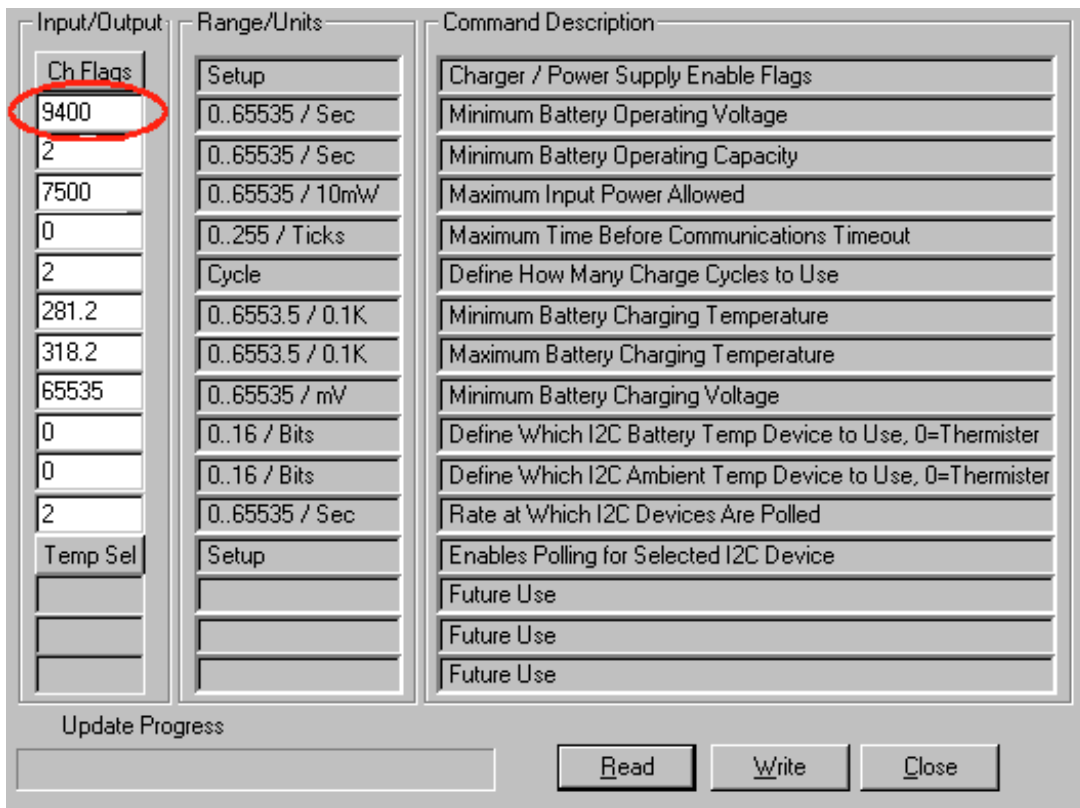 Input/Output Range/Units Command Description
Ch Flags Setup Charger / Power Supply Enable Flags
9400 0..65535 / Sec Minimum Battery Operating Voltage
2 0..65535 / Sec Minimum Battery Operating Capacity
7500 0..65535 / 10mW Maximum Input Power Allowed
0 0..255 / Ticks Maximum Time Before Communications Timeout
2 Cycle Define How Many Charge Cycles to Use
281.2 0..6553.5 / 0.1K Minimum Battery Charging Temperature
318.2 0..6553.5 / 0.1K Maximum Battery Charging Temperature
65535 0..65535 / mV Minimum Battery Charging Voltage
0 0..16 / Bits Define Which I2C Battery Temp Device to Use, 0=Thermister
0 0..16 / Bits Define Which I2C Ambient Temp Device to Use, 0=Thermister
2 0..65535 / Sec Rate at Which I2C Devices Are Polled
Temp Sel Setup Enables Polling for Selected I2C Device
Future Use
Future Use
Future Use
Update Progress
Read Write Close